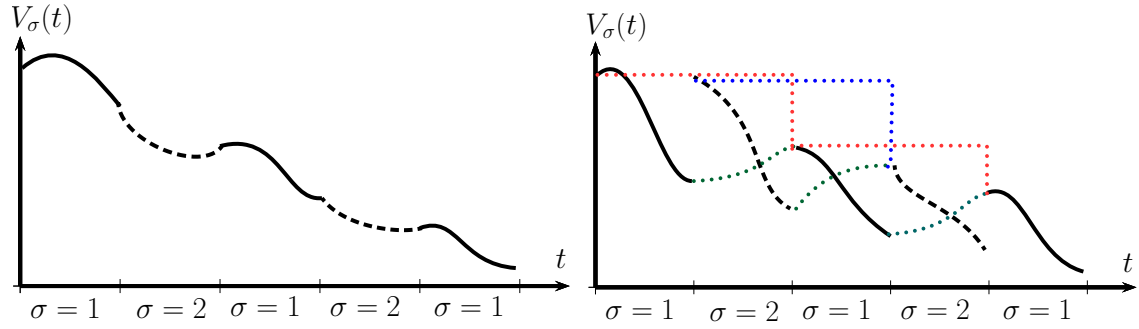 V_σ(t)
t
σ = 1 σ = 2 σ = 1 σ = 2 σ = 1
V_σ(t)
t
σ = 1 σ = 2 σ = 1 σ = 2 σ = 1